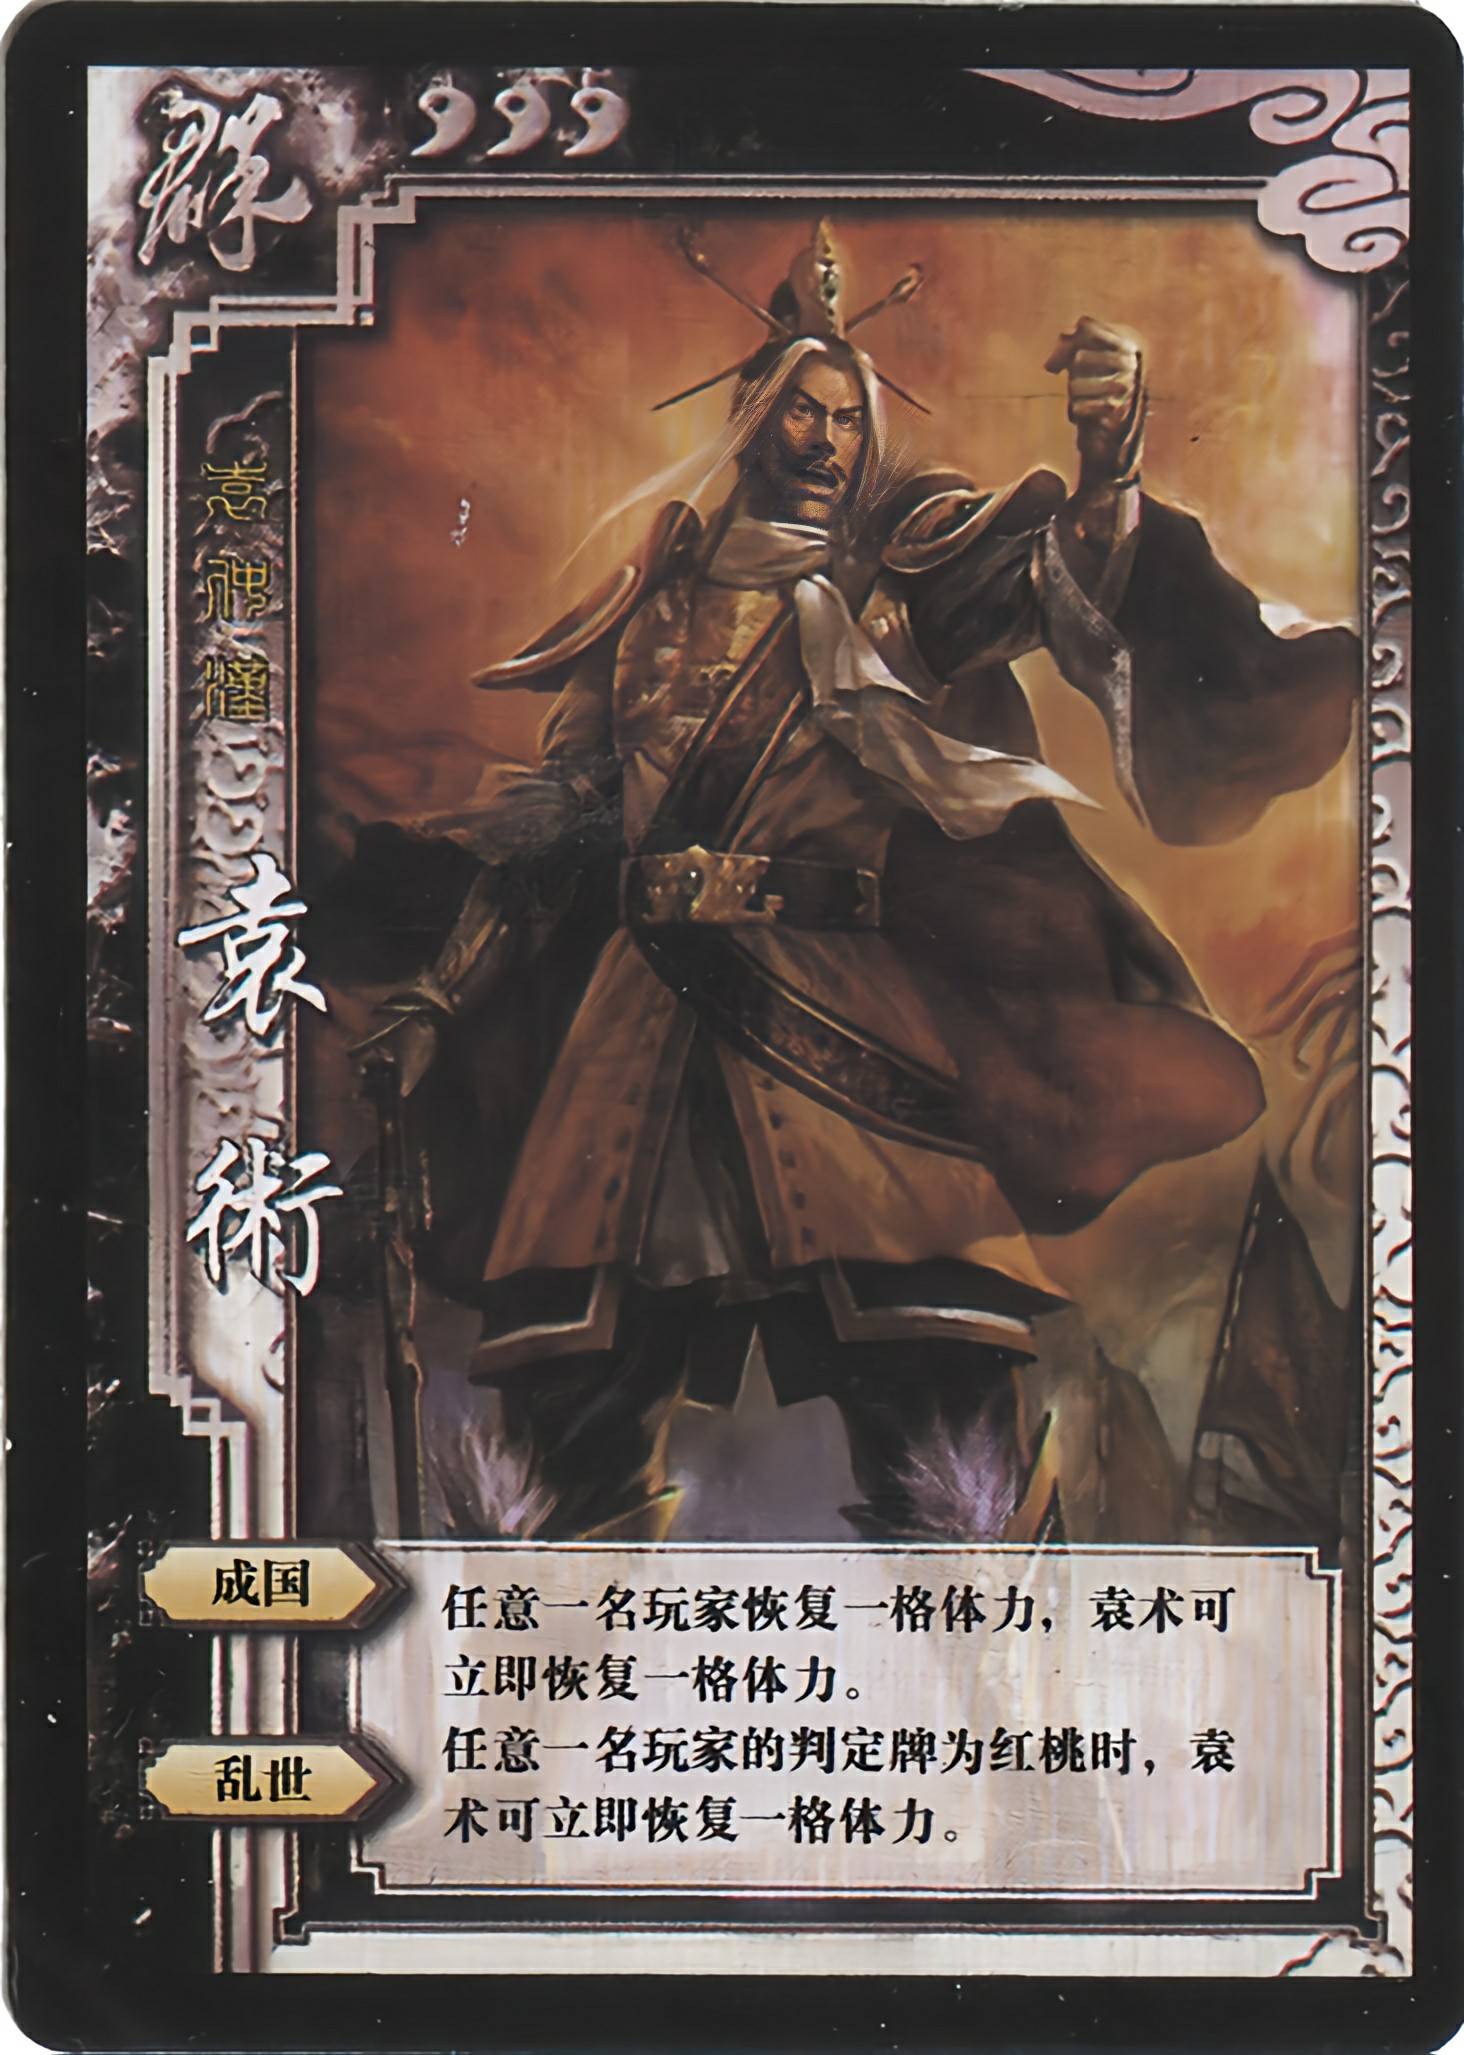 群
袁術
成国
任意一名玩家恢复一格体力，袁术可
立即恢复一格体力。
乱世
任意一名玩家的判定牌为红桃时，袁
术可立即恢复一格体力。